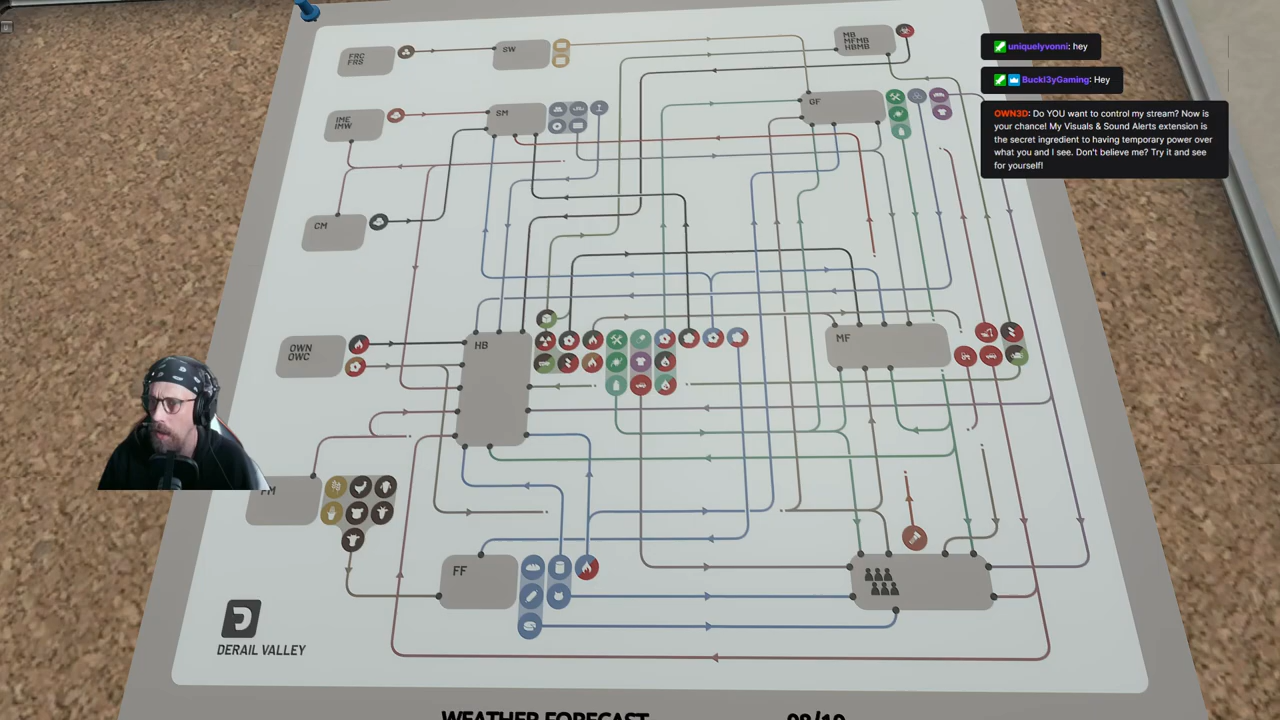 FRC
FRS
SW
MB
MFMB
HBMB
IME
IMW
SM
GF
CM
OWN
OWC
HB
MF
FM
FF
DERAIL VALLEY
WEATHER FORECAST
08/19
uniquelyvonni: hey
Buckl3yGaming: Hey
OWN3D: Do YOU want to control my stream? Now is
your chance! My Visuals & Sound Alerts extension is
the secret ingredient to having temporary power over
what you and I see. Don't believe me? Try it and see
for yourself!